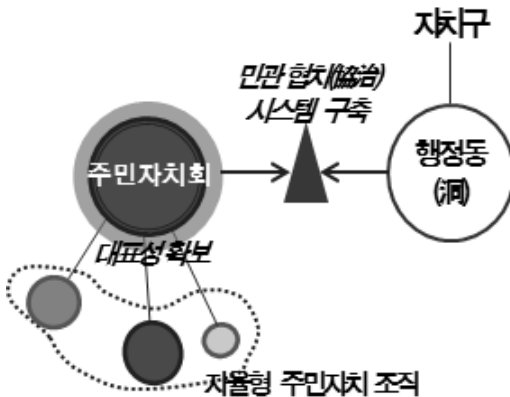 자치구
민관 협치(協治)
시스템 구축
행정동
(洞)
주민자치회
대표성 확보
자율형 주민자치 조직